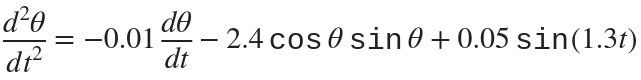 d²θ/dt² = −0.01 dθ/dt − 2.4 cos θ sin θ + 0.05 sin(1.3t)